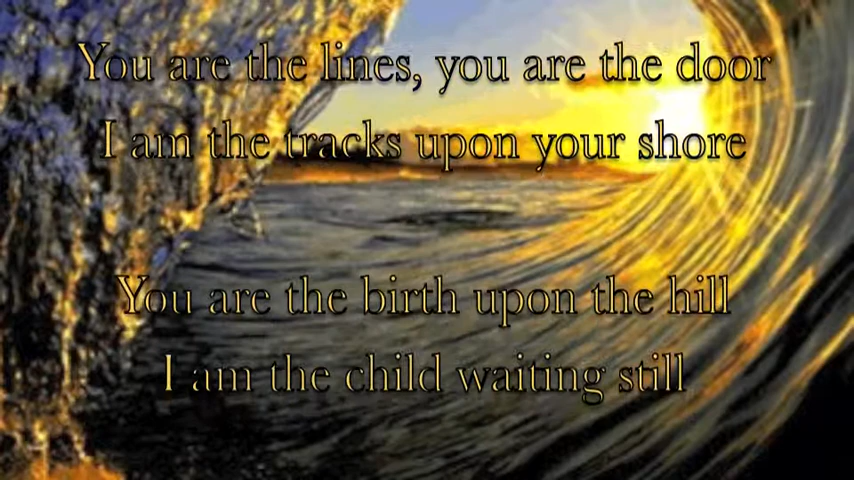 You are the lines, you are the door
I am the tracks upon your shore
You are the birth upon the hill
I am the child waiting still